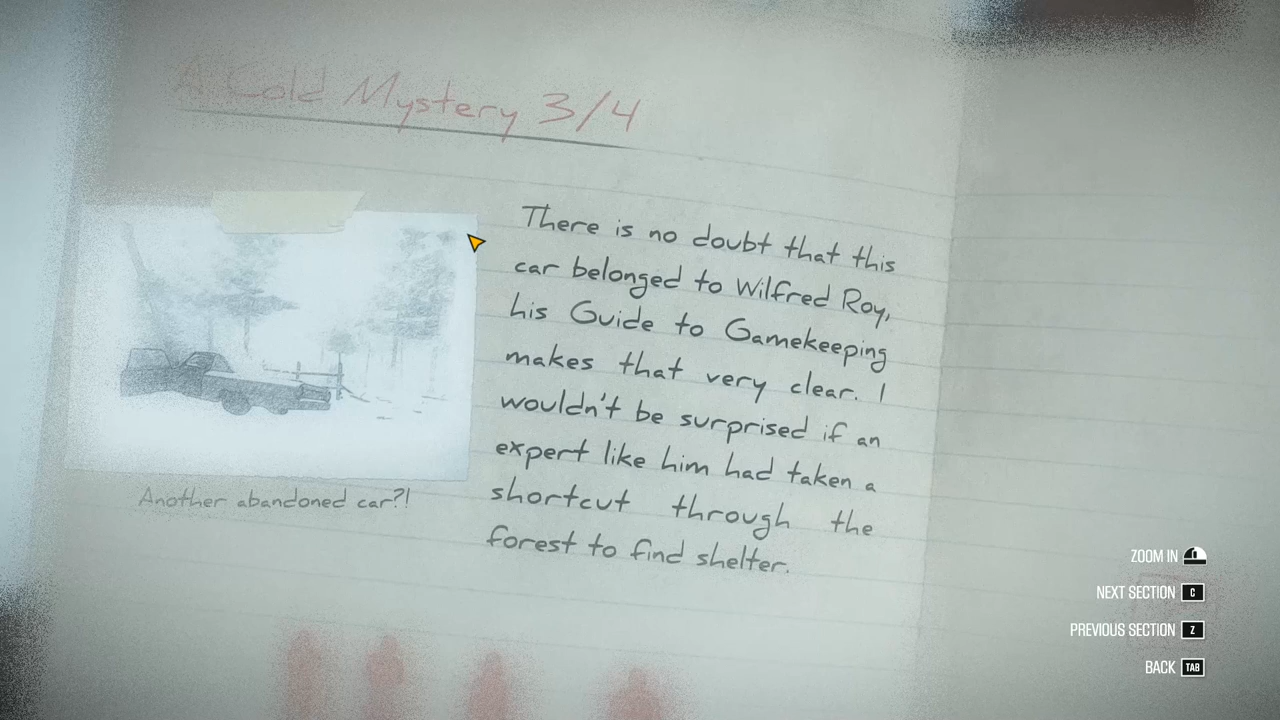 A Cold Mystery 3/4
There is no doubt that this
car belonged to Wilfred Roy,
his Guide to Gamekeeping
makes that very clear. I
wouldn't be surprised if an
expert like him had taken a
shortcut through the
forest to find shelter.
Another abandoned car?!
ZOOM IN
NEXT SECTION C
PREVIOUS SECTION Z
BACK TAB